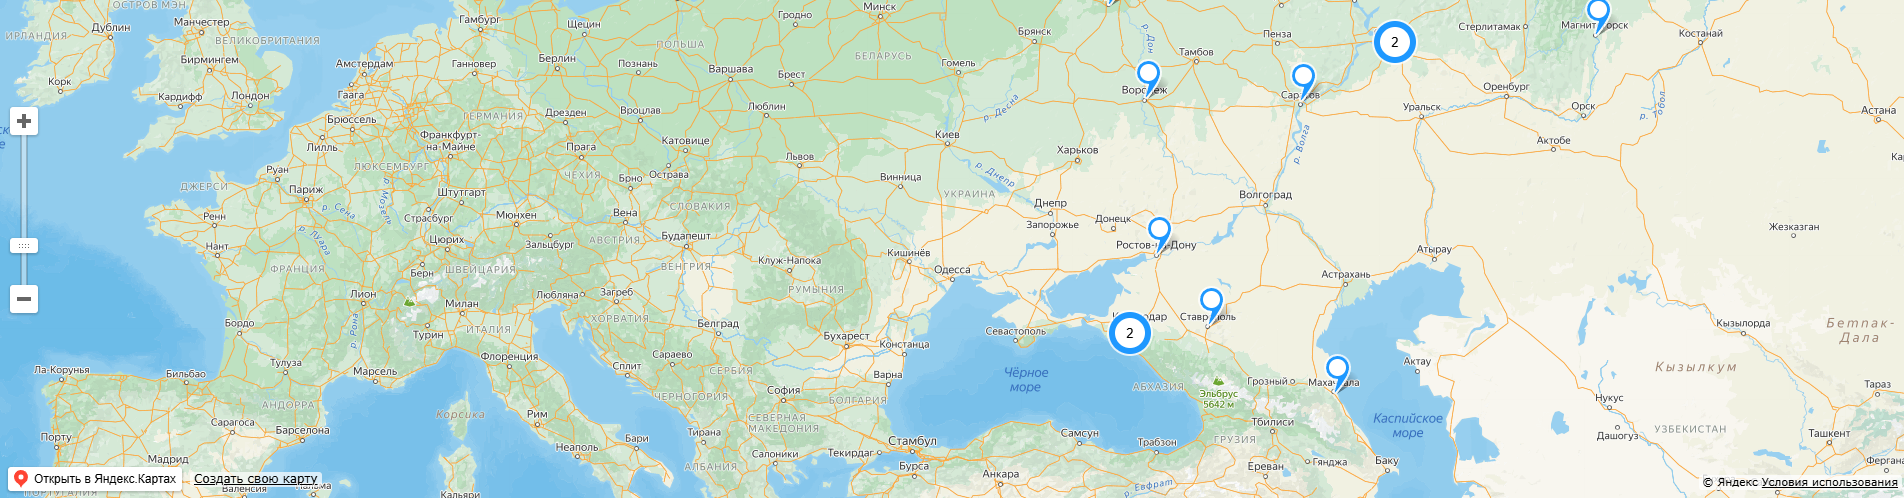 ОСТРОВ МЭН
Манчестер
Гамбург
Щецин
Гродно
Минск
Магнитогорск
Дублин
ИРЛАНДИЯ
ВЕЛИКОБРИТАНИЯ
Брянск
р. Дон
Пенза
Стерлитамак
Костанай
ПОЛЬША
БЕЛАРУСЬ
Тамбов
2
Бирмингем
Амстердам
Ганновер
Берлин
Познань
Варшава
Брест
Гомель
Корк
Кардифф
Лондон
Гаага
Воронеж
Саратов
Оренбург
Орск
р. Тобол
Астана
Дрезден
Вроцлав
Люблин
р. Десна
Уральск
Брюссель
ГЕРМАНИЯ
Киев
Франкфурт-
на-Майне
Катовице
р. Волга
Актобе
Лилль
Прага
Львов
Харьков
ЛЮКСЕМБУРГ
Руан
ЧЕХИЯ
Острава
Винница
р. Днепр
ДЖЕРСИ
Париж
р. Мозель
Штутгарт
Брно
УКРАИНА
Волгоград
Ренн
р. Сена
Страсбург
Мюнхен
Вена
СЛОВАКИЯ
Днепр
Донецк
Запорожье
Жезказган
Нант
р. Луара
Цюрих
Зальцбург
АВСТРИЯ
Будапешт
Ростов-на-Дону
Кишинёв
Атырау
ФРАНЦИЯ
Берн
ШВЕЙЦАРИЯ
ВЕНГРИЯ
Клуж-Напока
Одесса
Астрахань
РУМЫНИЯ
Лион
Милан
Любляна
Загреб
р. Рона
Турин
ИТАЛИЯ
ХОРВАТИЯ
Белград
Бухарест
Севастополь
Краснодар
Ставрополь
Кызылорда
Бетпак-
Дала
Бордо
2
Констанца
Тулуза
Флоренция
Сараево
Актау
Ла-Корунья
Бильбао
Марсель
Сплит
СЕРБИЯ
Варна
Чёрное
море
АБХАЗИЯ
Эльбрус
5642 м
Грозный
Махачкала
Кызылкум
Тараз
АНДОРРА
Корсика
ЧЕРНОГОРИЯ
София
БОЛГАРИЯ
Нукус
Порту
Сарагоса
Барселона
Рим
СЕВЕРНАЯ
МАКЕДОНИЯ
Каспийское
море
Тбилиси
Дашогуз
УЗБЕКИСТАН
Ташкент
Неаполь
Бари
Тирана
Стамбул
Самсун
Трабзон
ГРУЗИЯ
Мадрид
Салоники
Текирдаг
АЛБАНИЯ
Бурса
Анкара
Ереван
Гянджа
Баку
Фергана
Открыть в Яндекс.Картах
Создать свою карту
Валенсия
Кальяри
р. Евфрат
ПОРТУГАЛИЯ
© Яндекс Условия использования